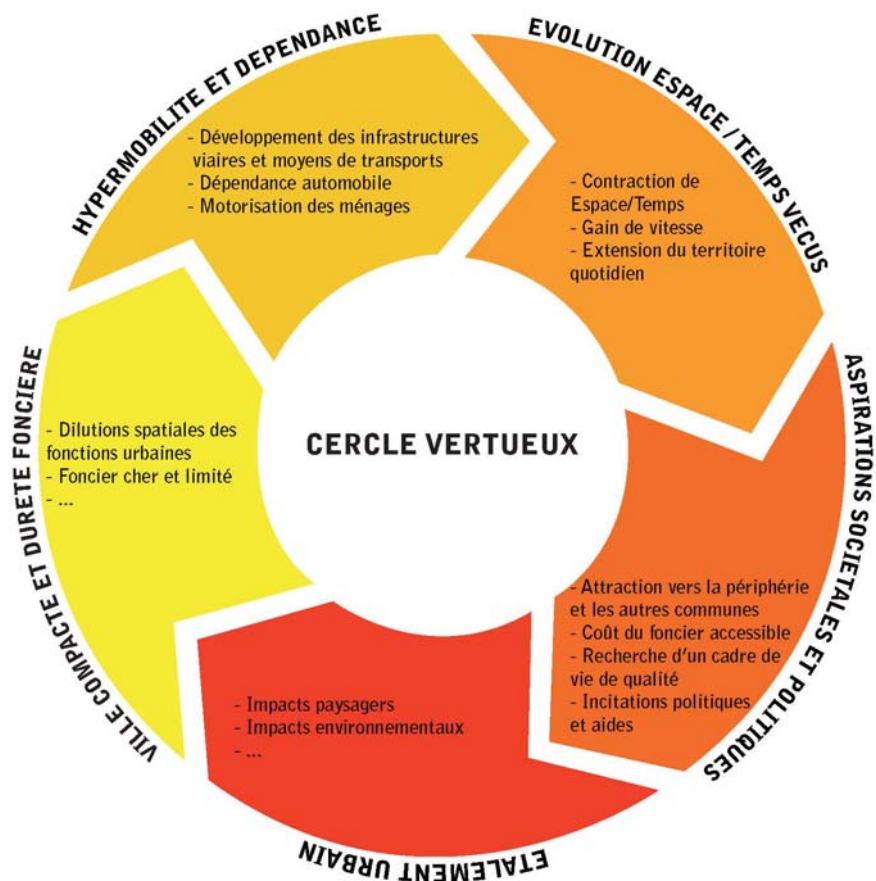 HYPERMOBILITE ET DEPENDANCE
- Développement des infrastructures
viaires et moyens de transports
- Dépendance automobile
- Motorisation des ménages
EVOLUTION ESPACE / TEMPS VECUS
- Contraction de
Espace/Temps
- Gain de vitesse
- Extension du territoire
quotidien
ASPIRATIONS SOCIETALES ET POLITIQUES
- Attraction vers la périphérie
et les autres communes
- Coût du foncier accessible
- Recherche d'un cadre de
vie de qualité
- Incitations politiques
et aides
ETALEMENT URBAIN
- Impacts paysagers
- Impacts environnementaux
- ...
VILLE COMPACTE ET DURETE FONCIERE
- Dilutions spatiales des
fonctions urbaines
- Foncier cher et limité
- ...
CERCLE VERTUEUX